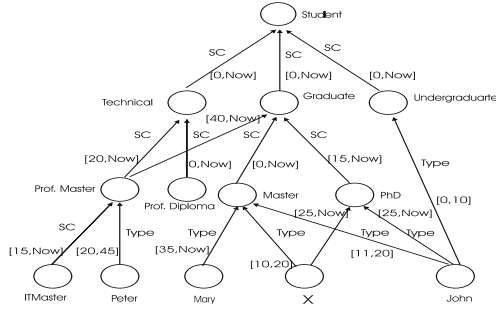 Student
SC
SC
SC
[0,Now]
[0,Now]
[0,Now]
Technical
Graduate
Undergraduarte
[40,Now]
SC
SC
SC
SC
[20,Now]
[0,Now]
[0,Now]
[15,Now]
Type
Prof. Master
Prof. Diploma
Master
PhD
[0,10]
SC
Type
Type
Type
[25,Now]
[25,Now]
Type
Type
[15,Now]
[20,45]
[35,Now]
[10,20]
[11,20]
ITMaster
Peter
Mary
X
John